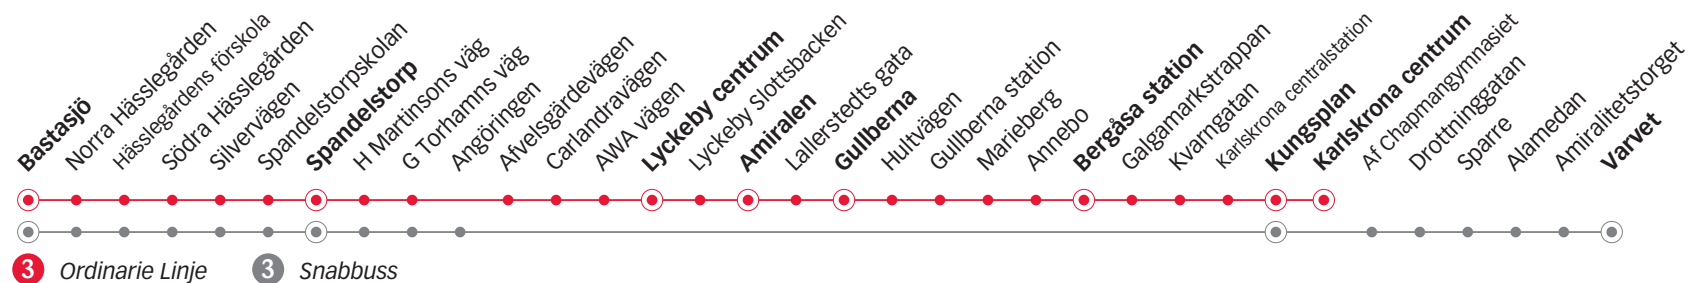 Bastasjö
Norra Hässlegården
Hässlegårdens förskola
Södra Hässlegården
Silvervägen
Spandelstorpskolan
Spandelstorp
H Martinsons väg
G Torhamns väg
Angöringen
Afvelsgärdevägen
Carlandravägen
AWA vägen
Lyckeby centrum
Lyckeby Slottsbacken
Amiralen
Lallerstedts gata
Gullberna
Hultvägen
Gullberna station
Marieberg
Annebo
Bergåsa station
Galgamarkstrappan
Kvarngatan
Karlskrona centralstation
Kungsplan
Karlskrona centrum
Af Chapmangymnasiet
Drottninggatan
Sparre
Alamedan
Amiralitetstorget
Varvet
3 Ordinarie Linje 3 Snabbuss